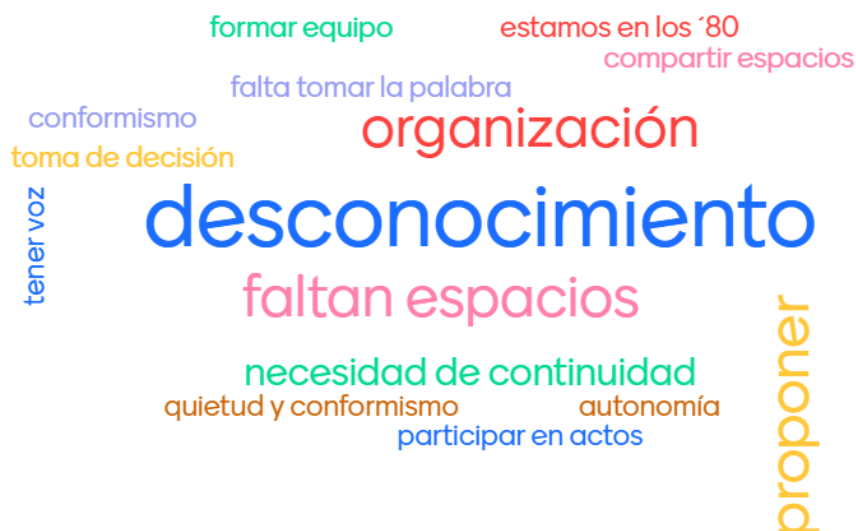 formar equipo
estamos en los ´80
compartir espacios
falta tomar la palabra
conformismo
organización
toma de decisión
tener voz
desconocimiento
faltan espacios
proponer
necesidad de continuidad
quietud y conformismo
autonomía
participar en actos